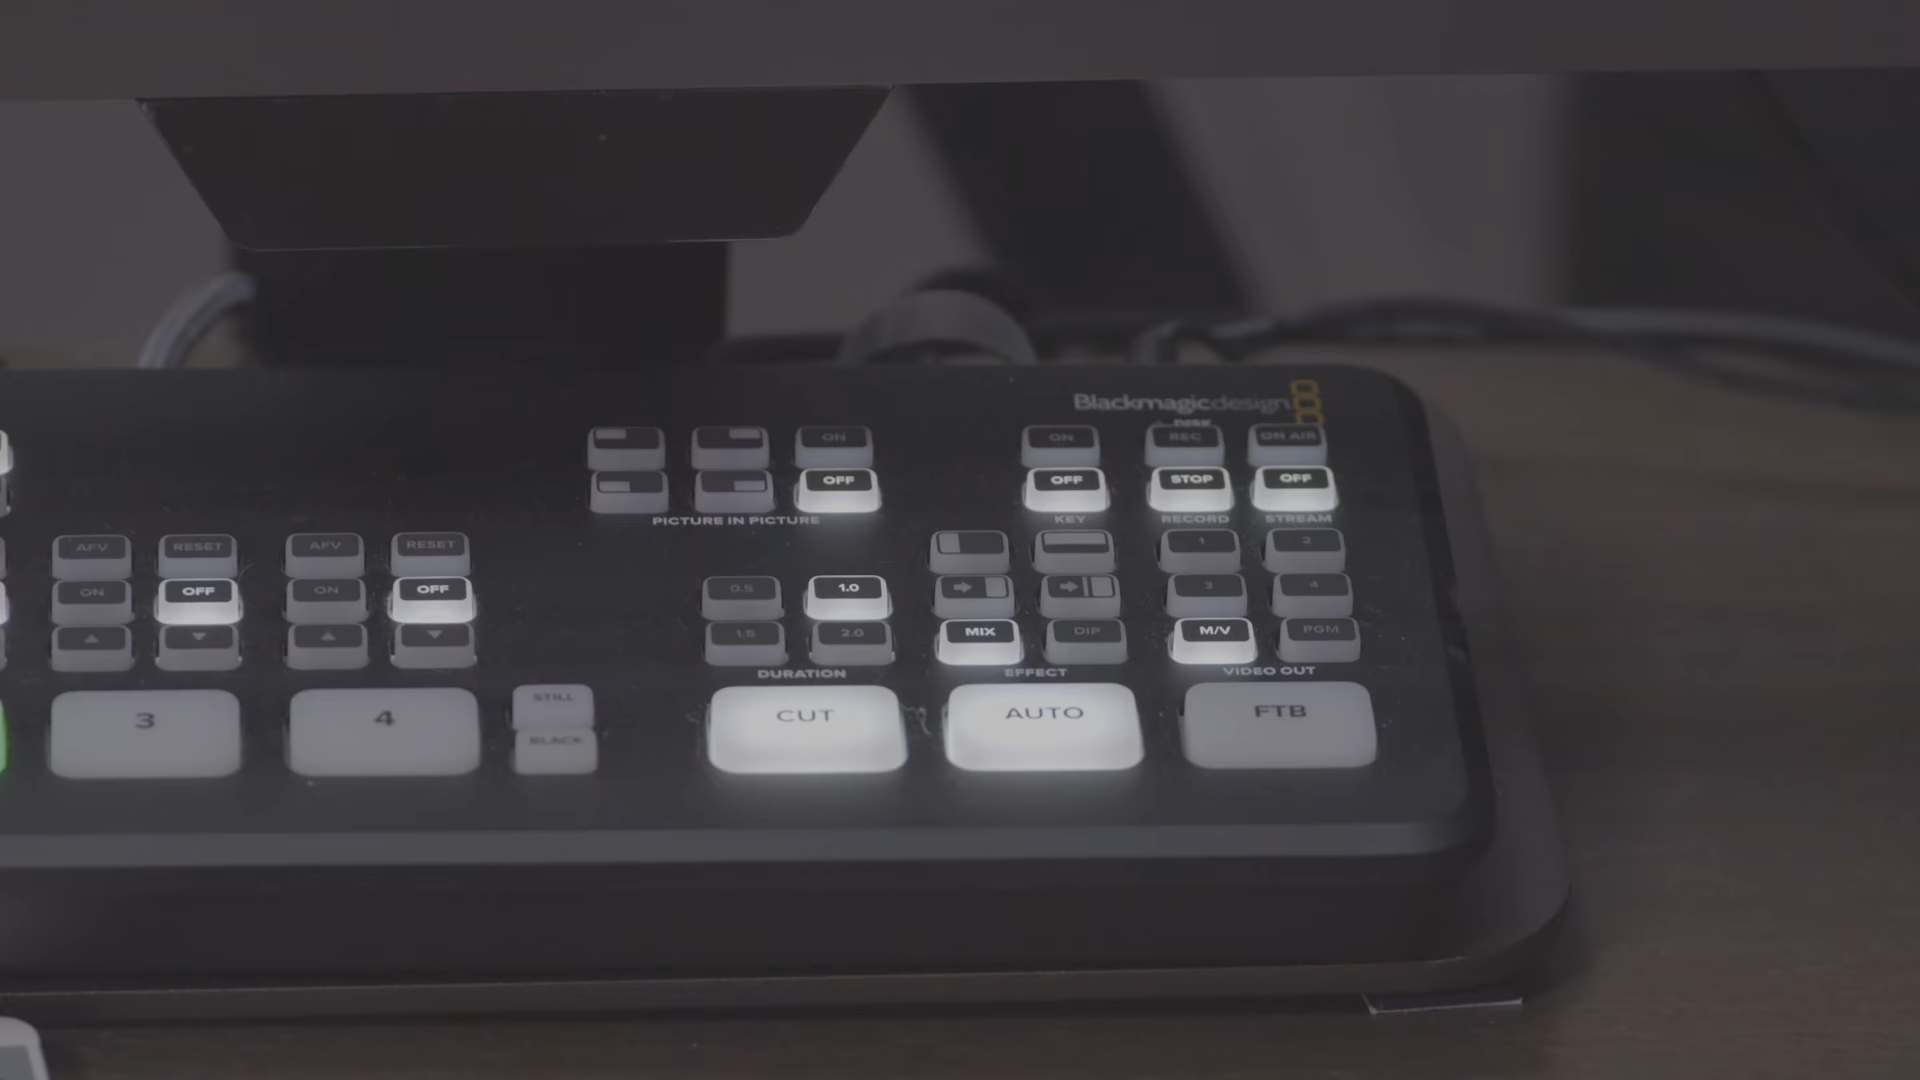 Blackmagicdesign
DISK
ON
ON
REC
ON AIR
OFF
OFF
STOP
OFF
PICTURE IN PICTURE
KEY
RECORD
STREAM
AFV
RESET
AFV
RESET
1
2
ON
OFF
ON
OFF
0.5
1.0
3
4
1.5
2.0
MIX
DIP
M/V
PGM
DURATION
EFFECT
VIDEO OUT
3
4
STILL
BLACK
CUT
AUTO
FTB